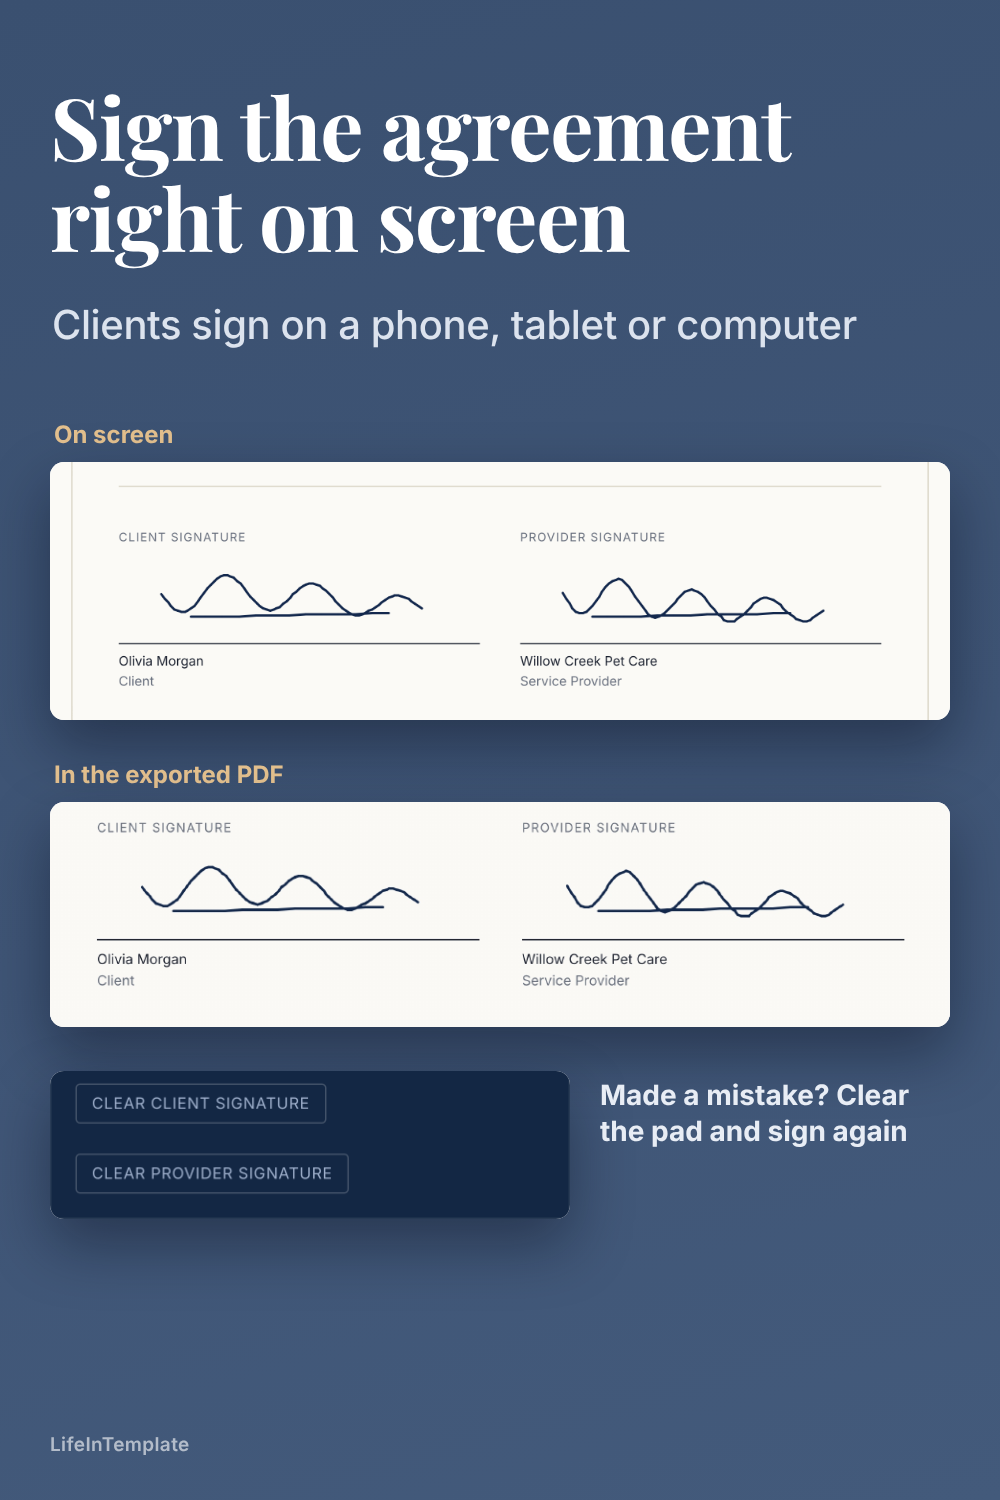 Sign the agreement
right on screen
Clients sign on a phone, tablet or computer
On screen
CLIENT SIGNATURE
PROVIDER SIGNATURE
Olivia Morgan
Willow Creek Pet Care
Client
Service Provider
In the exported PDF
CLIENT SIGNATURE
PROVIDER SIGNATURE
Olivia Morgan
Willow Creek Pet Care
Client
Service Provider
CLEAR CLIENT SIGNATURE
CLEAR PROVIDER SIGNATURE
Made a mistake? Clear
the pad and sign again
LifeInTemplate